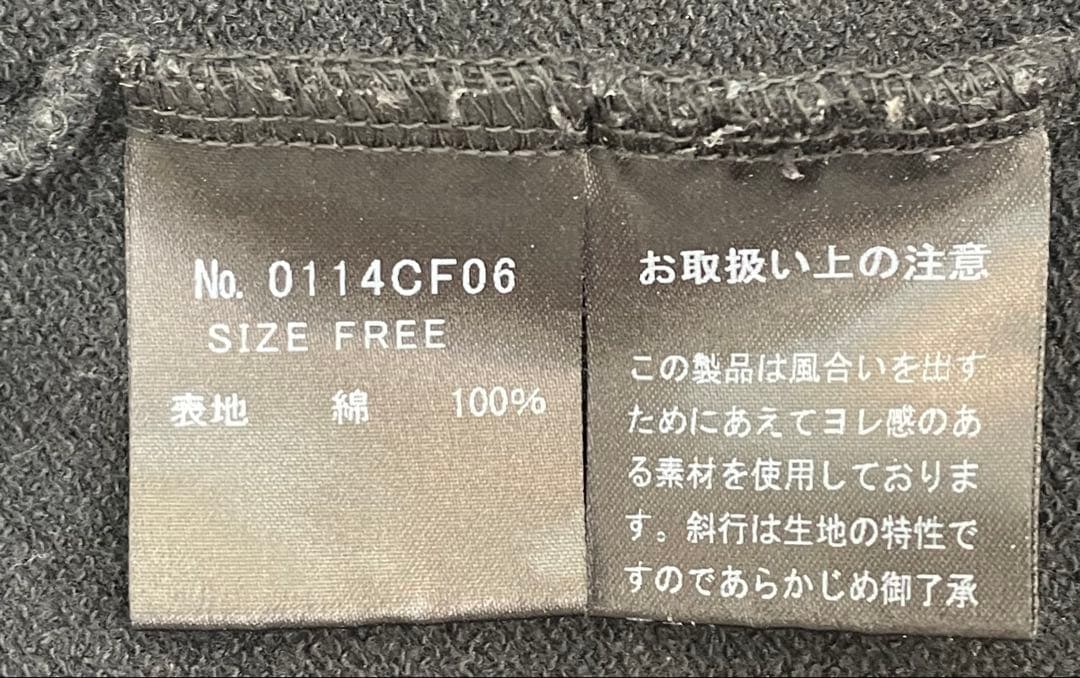 No. 0114CF06
SIZE FREE
表地 綿 100%
お取扱い上の注意
この製品は風合いを出す
ためにあえてヨレ感のあ
る素材を使用しておりま
す。斜行は生地の特性で
すのであらかじめ御了承